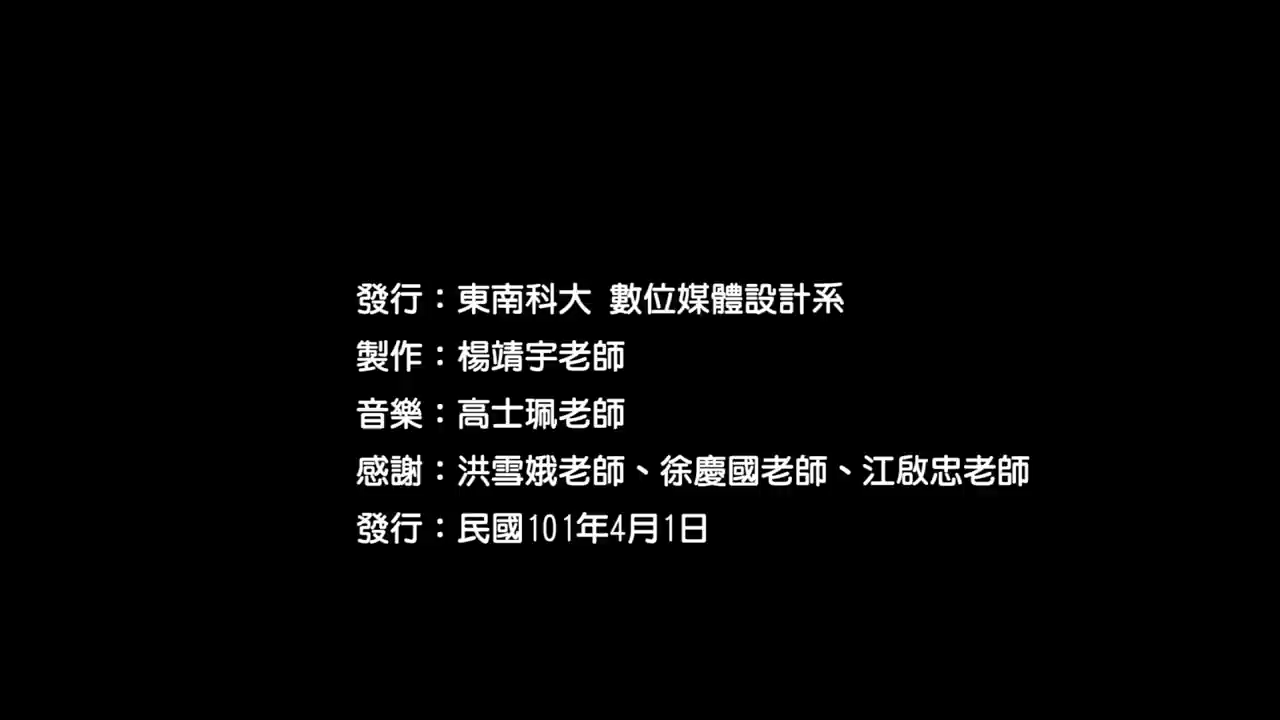 發行：東南科大 數位媒體設計系
製作：楊靖宇老師
音樂：高士珮老師
感謝：洪雪娥老師、徐慶國老師、江啟忠老師
發行：民國101年4月1日